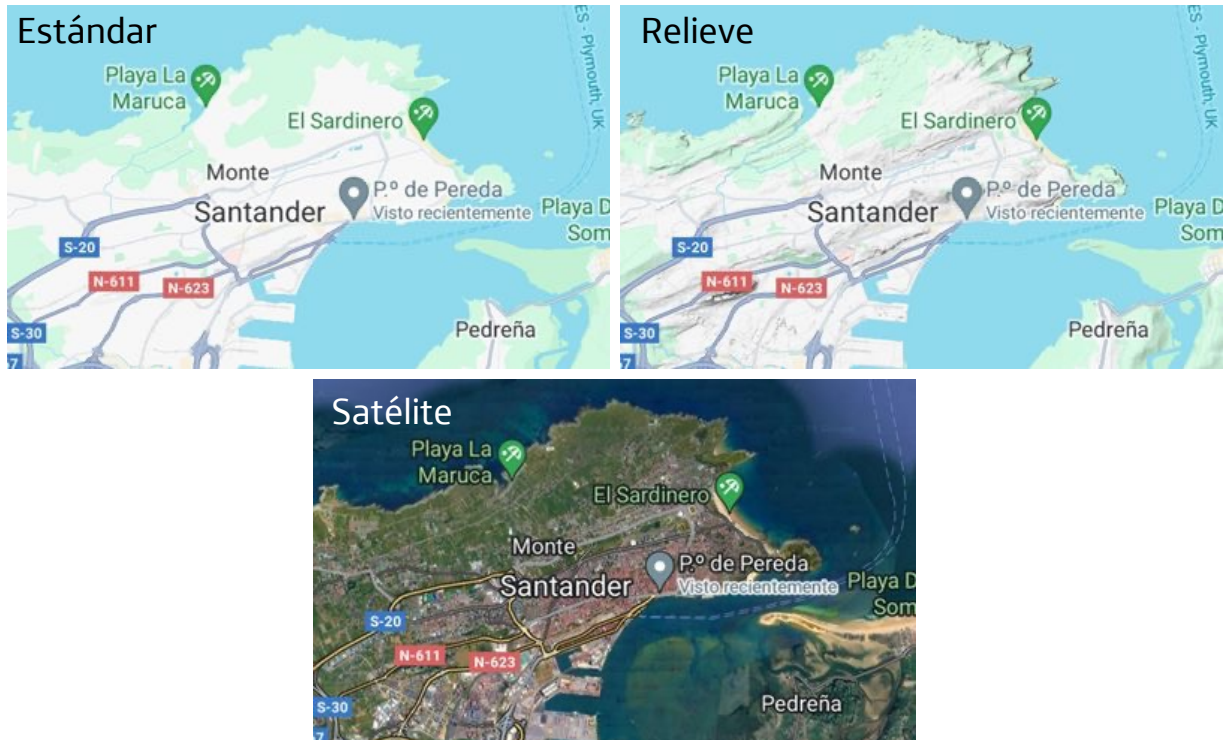 Estándar
Playa La
Maruca
El Sardinero
Monte
P.º de Pereda
Santander
Visto recientemente
Playa D
Som
S-20
N-611
N-623
Pedreña
S-30
7
ES - Plymouth, UK
Relieve
Playa La
Maruca
El Sardinero
Monte
P.º de Pereda
Santander
Visto recientemente
Playa D
Som
S-20
N-611
N-623
Pedreña
S-30
7
ES - Plymouth, UK
Satélite
Playa La
Maruca
El Sardinero
Monte
P.º de Pereda
Santander
Visto recientemente
Playa D
Som
S-20
N-611
N-623
Pedreña
S-30
7